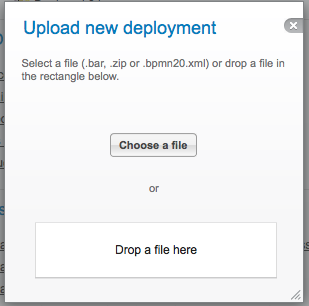 Upload new deployment
Select a file (.bar, .zip or .bpmn20.xml) or drop a file in
the rectangle below.
Choose a file
or
Drop a file here